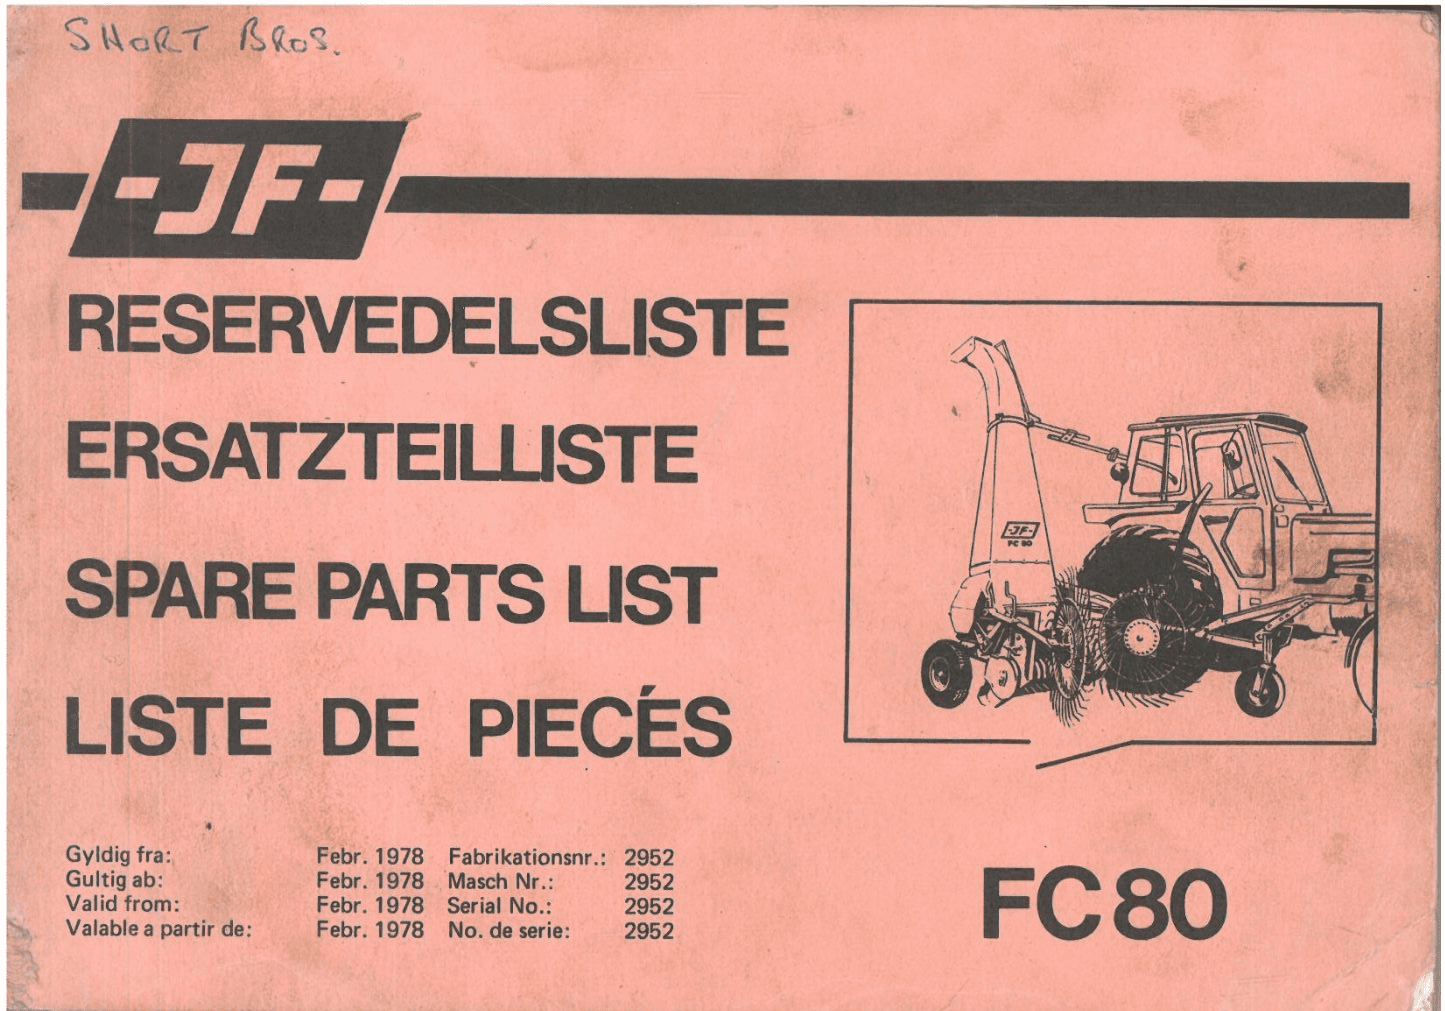 SHORT BROS.
-JF-
RESERVEDELSLISTE
ERSATZTEILLISTE
SPARE PARTS LIST
LISTE DE PIECÉS
-JF-
FC 80
Gyldig fra: Febr. 1978 Fabrikationsnr.: 2952
Gultig ab: Febr. 1978 Masch Nr.: 2952
Valid from: Febr. 1978 Serial No.: 2952
Valable a partir de: Febr. 1978 No. de serie: 2952
FC80